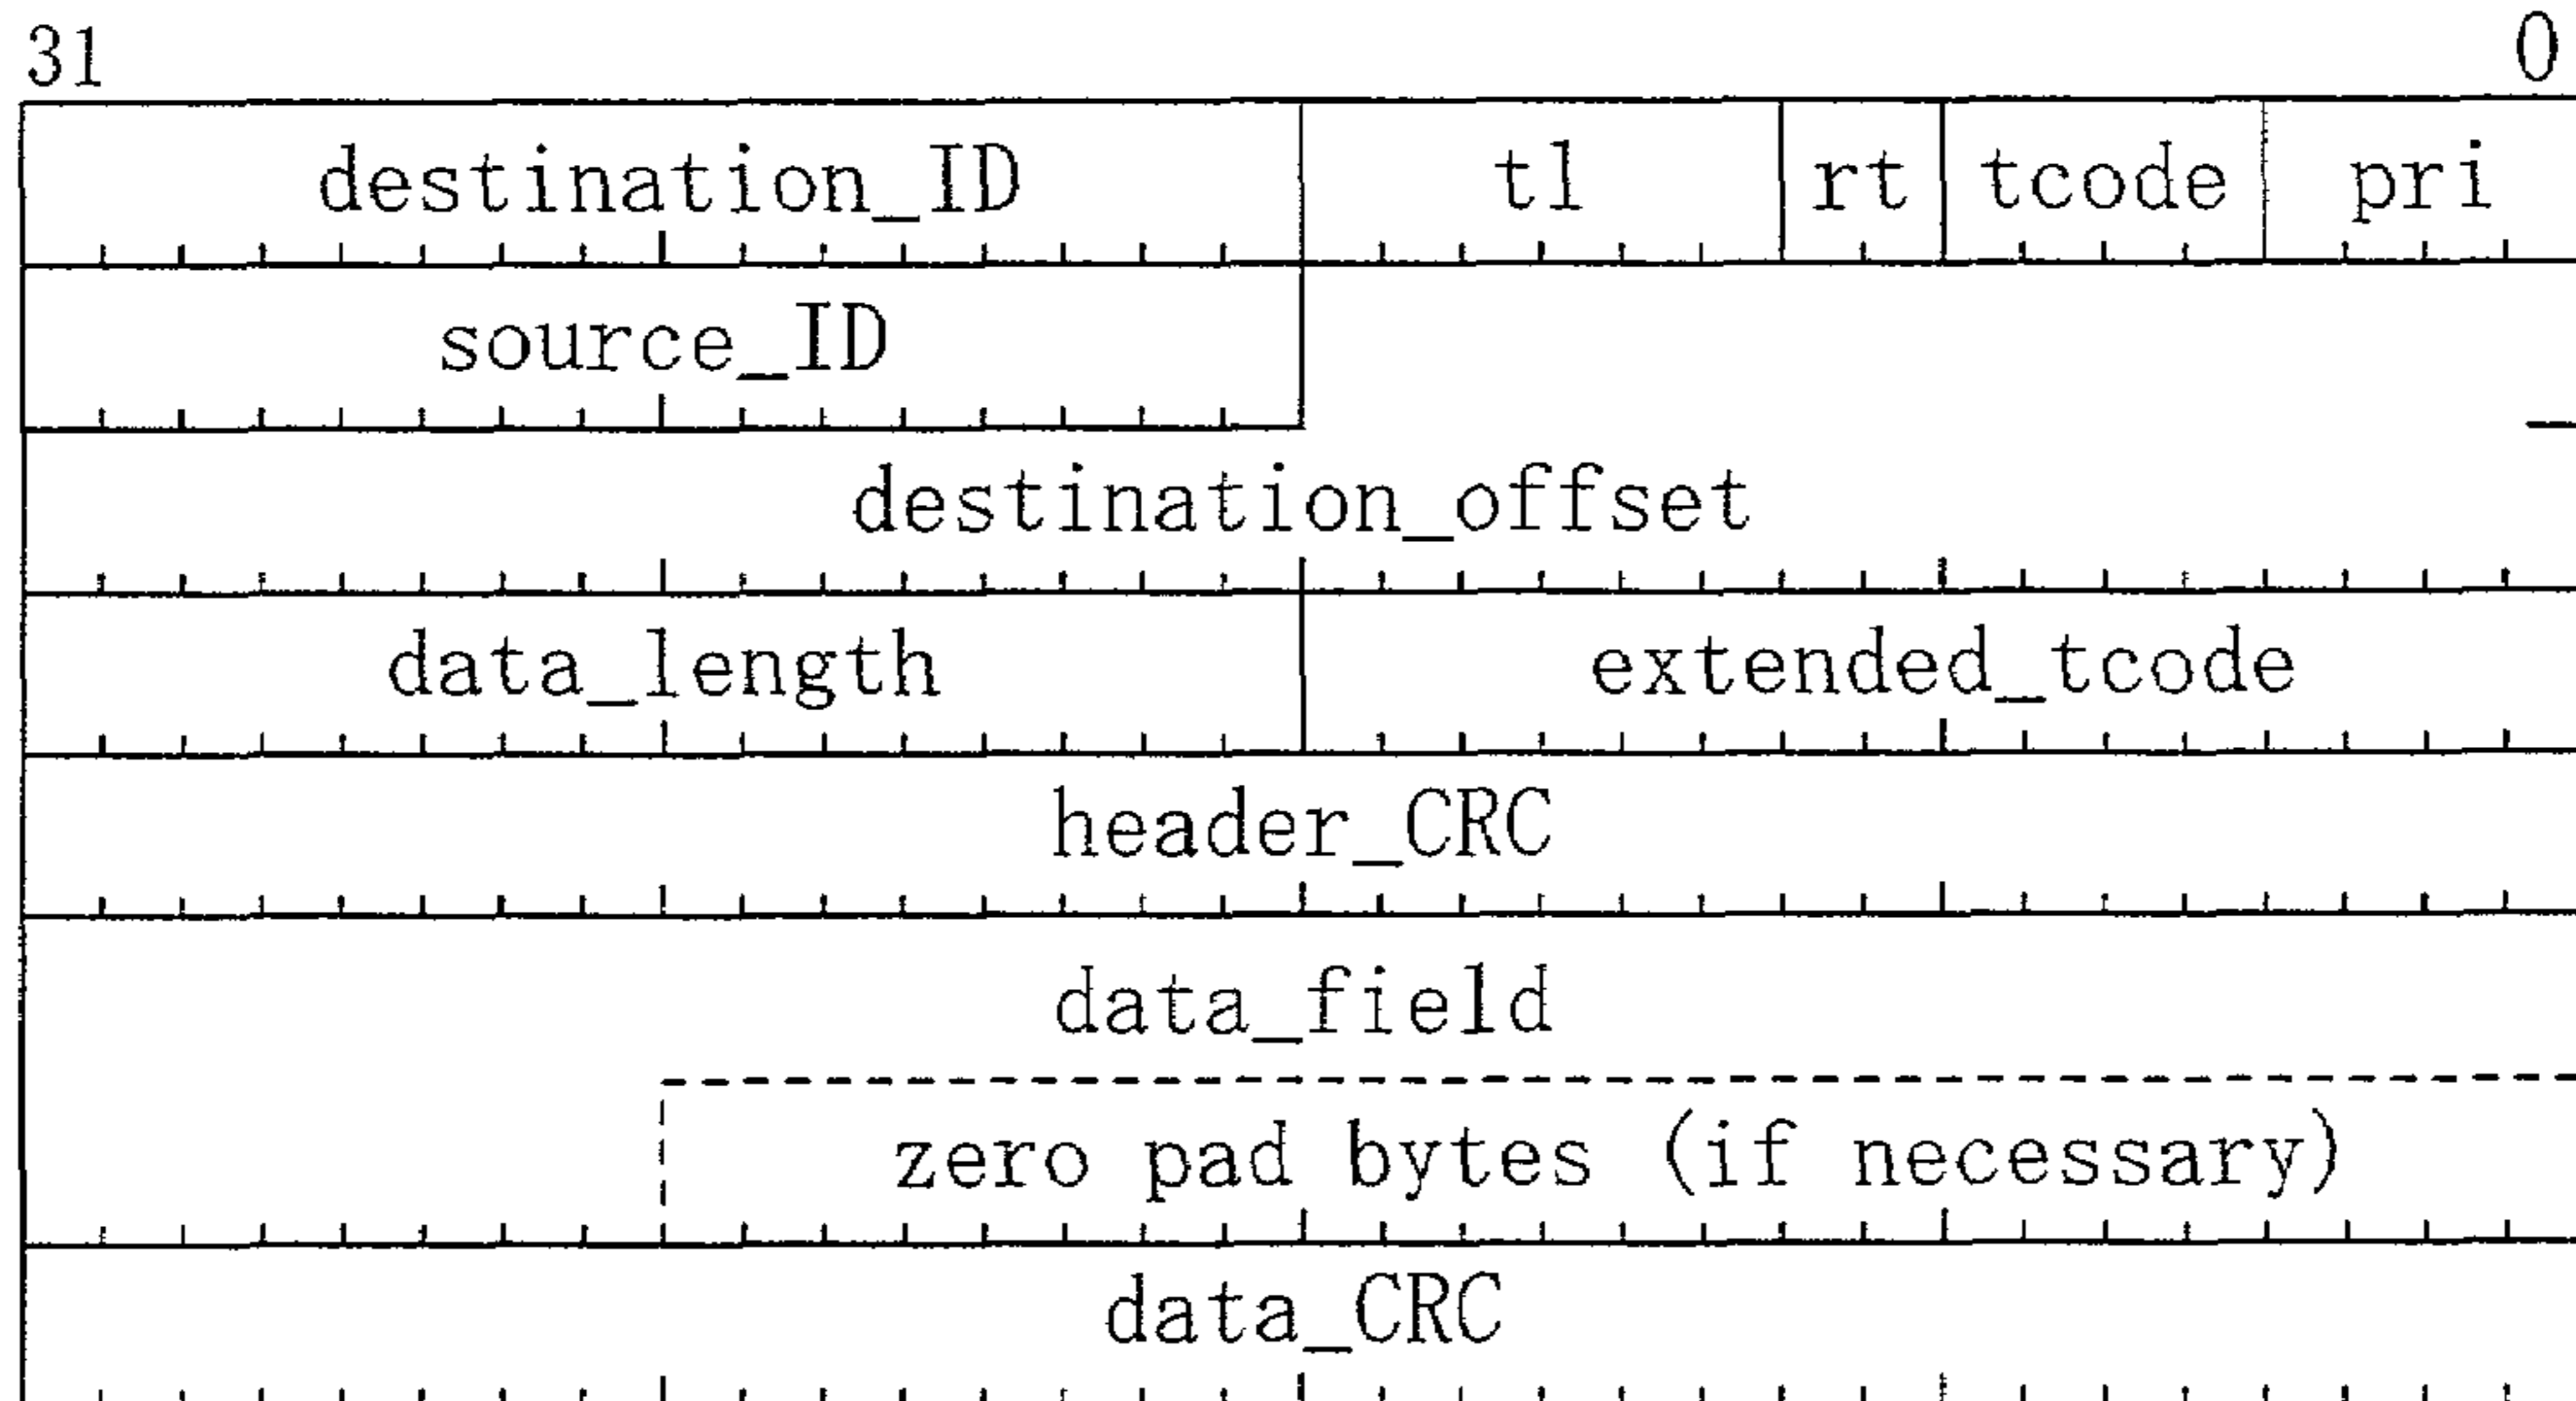 31 0
destination_ID tl rt tcode pri
source_ID
destination_offset
data_length extended_tcode
header_CRC
data_field
zero pad bytes (if necessary)
data_CRC